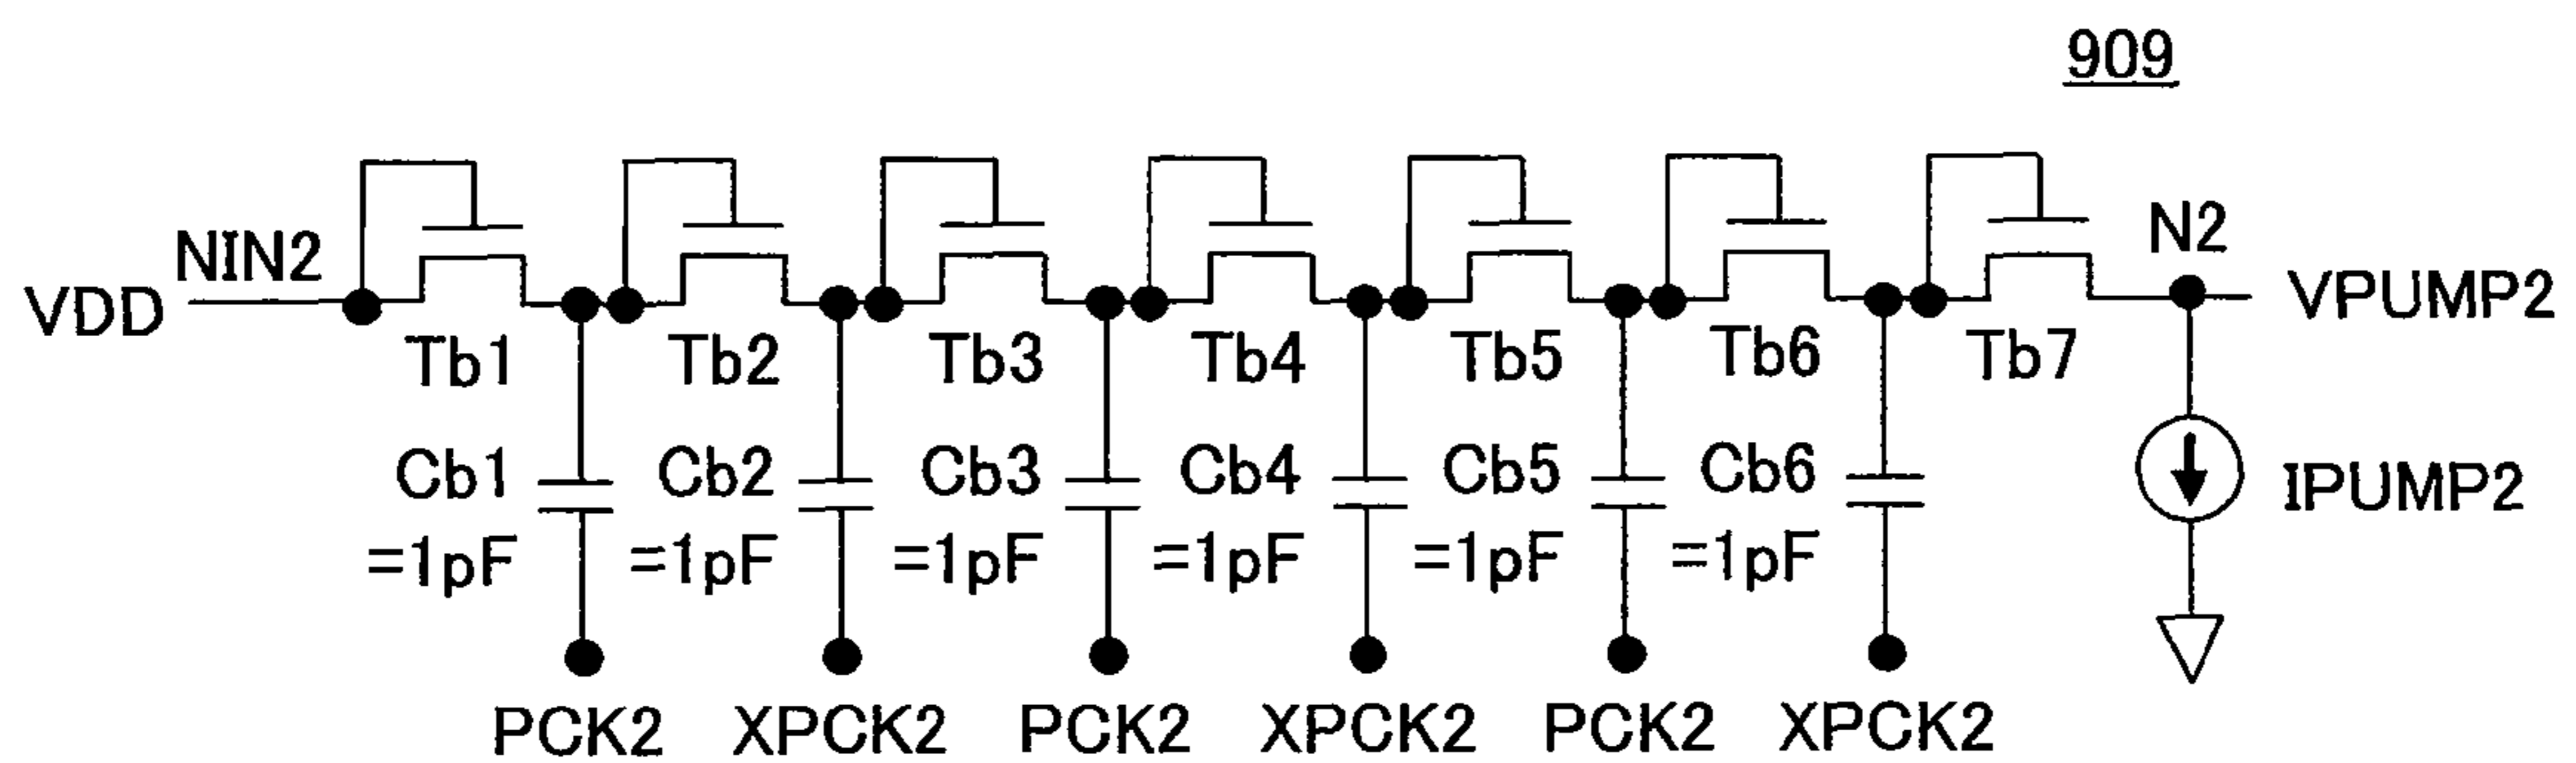 909
NIN2
N2
VDD
VPUMP2
Tb1 Tb2 Tb3 Tb4 Tb5 Tb6 Tb7
Cb1 Cb2 Cb3 Cb4 Cb5 Cb6
IPUMP2
=1pF =1pF =1pF =1pF =1pF =1pF
PCK2 XPCK2 PCK2 XPCK2 PCK2 XPCK2